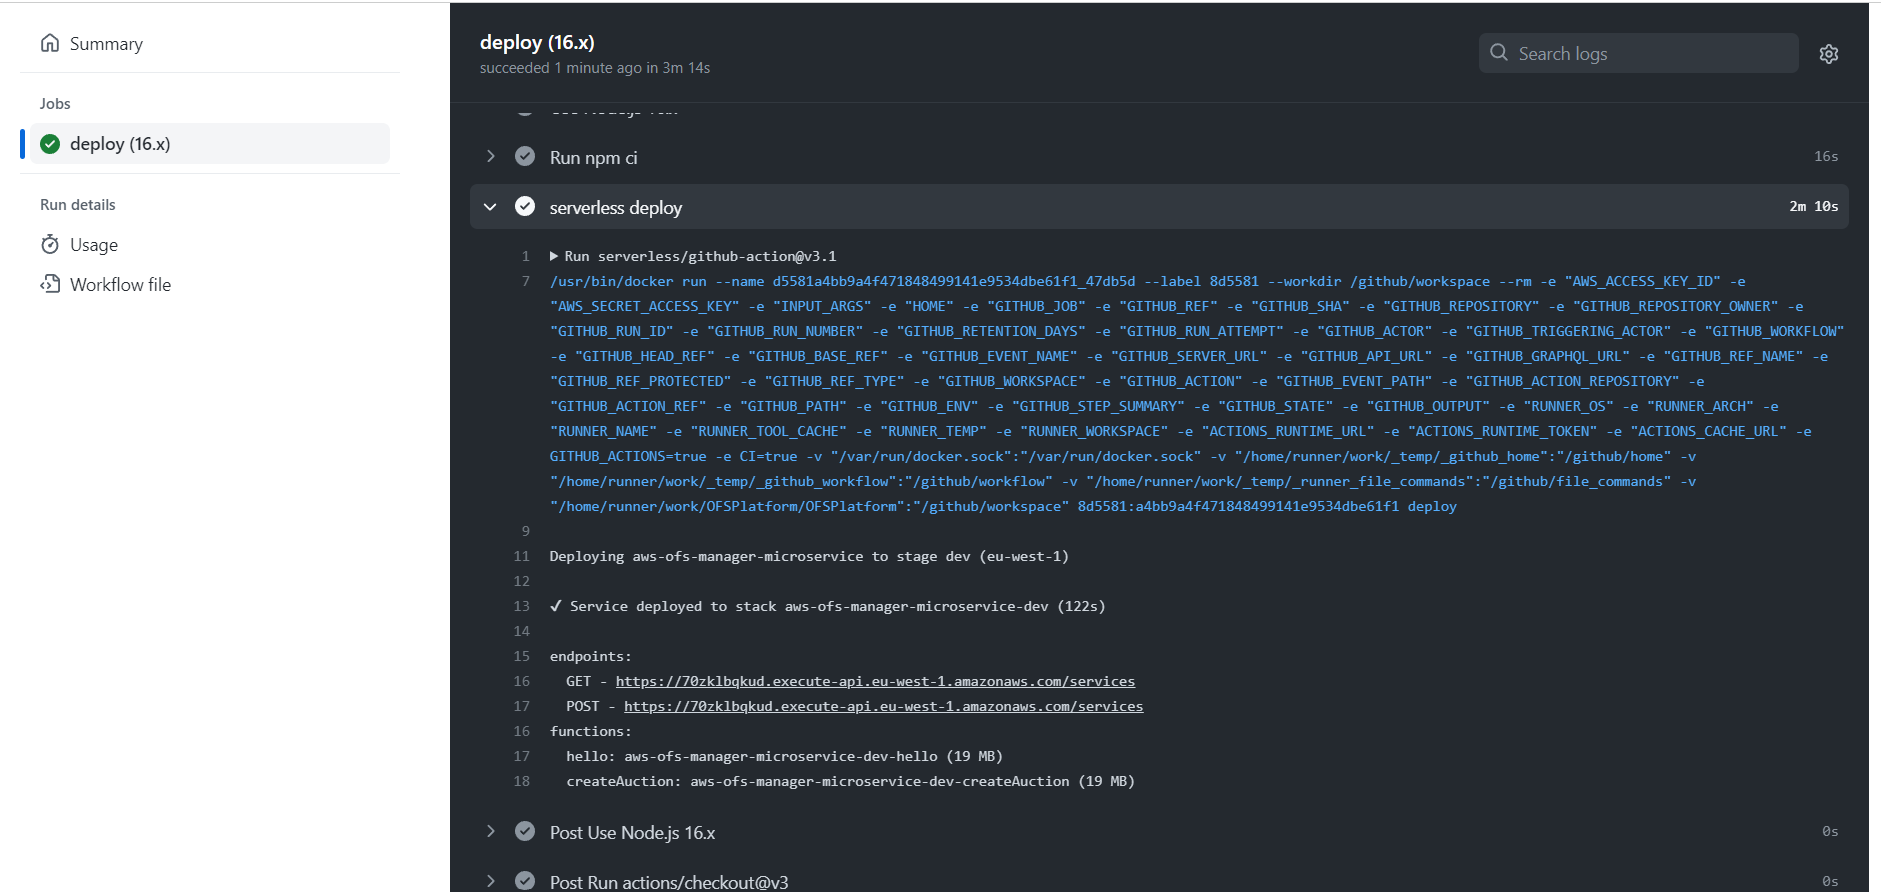 Summary
Jobs
deploy (16.x)
Run details
Usage
Workflow file
deploy (16.x)
succeeded 1 minute ago in 3m 14s
Search logs
Run npm ci 16s
serverless deploy 2m 10s
1 Run serverless/github-action@v3.1
7 /usr/bin/docker run --name d5581a4bb9a4f471848499141e9534dbe61f1_47db5d --label 8d5581 --workdir /github/workspace --rm -e "AWS_ACCESS_KEY_ID" -e
"AWS_SECRET_ACCESS_KEY" -e "INPUT_ARGS" -e "HOME" -e "GITHUB_JOB" -e "GITHUB_REF" -e "GITHUB_SHA" -e "GITHUB_REPOSITORY" -e "GITHUB_REPOSITORY_OWNER" -e
"GITHUB_RUN_ID" -e "GITHUB_RUN_NUMBER" -e "GITHUB_RETENTION_DAYS" -e "GITHUB_RUN_ATTEMPT" -e "GITHUB_ACTOR" -e "GITHUB_TRIGGERING_ACTOR" -e "GITHUB_WORKFLOW"
-e "GITHUB_HEAD_REF" -e "GITHUB_BASE_REF" -e "GITHUB_EVENT_NAME" -e "GITHUB_SERVER_URL" -e "GITHUB_API_URL" -e "GITHUB_GRAPHQL_URL" -e "GITHUB_REF_NAME" -e
"GITHUB_REF_PROTECTED" -e "GITHUB_REF_TYPE" -e "GITHUB_WORKSPACE" -e "GITHUB_ACTION" -e "GITHUB_EVENT_PATH" -e "GITHUB_ACTION_REPOSITORY" -e
"GITHUB_ACTION_REF" -e "GITHUB_PATH" -e "GITHUB_ENV" -e "GITHUB_STEP_SUMMARY" -e "GITHUB_STATE" -e "GITHUB_OUTPUT" -e "RUNNER_OS" -e "RUNNER_ARCH" -e
"RUNNER_NAME" -e "RUNNER_TOOL_CACHE" -e "RUNNER_TEMP" -e "RUNNER_WORKSPACE" -e "ACTIONS_RUNTIME_URL" -e "ACTIONS_RUNTIME_TOKEN" -e "ACTIONS_CACHE_URL" -e
GITHUB_ACTIONS=true -e CI=true -v "/var/run/docker.sock":"/var/run/docker.sock" -v "/home/runner/work/_temp/_github_home":"/github/home" -v
"/home/runner/work/_temp/_github_workflow":"/github/workflow" -v "/home/runner/work/_temp/_runner_file_commands":"/github/file_commands" -v
"/home/runner/work/OFSPlatform/OFSPlatform":"/github/workspace" 8d5581:a4bb9a4f471848499141e9534dbe61f1 deploy
9
11 Deploying aws-ofs-manager-microservice to stage dev (eu-west-1)
12
13 ✔ Service deployed to stack aws-ofs-manager-microservice-dev (122s)
14
15 endpoints:
16 GET - https://70zklbqkud.execute-api.eu-west-1.amazonaws.com/services
17 POST - https://70zklbqkud.execute-api.eu-west-1.amazonaws.com/services
16 functions:
17 hello: aws-ofs-manager-microservice-dev-hello (19 MB)
18 createAuction: aws-ofs-manager-microservice-dev-createAuction (19 MB)
Post Use Node.js 16.x 0s
Post Run actions/checkout@v3 0s